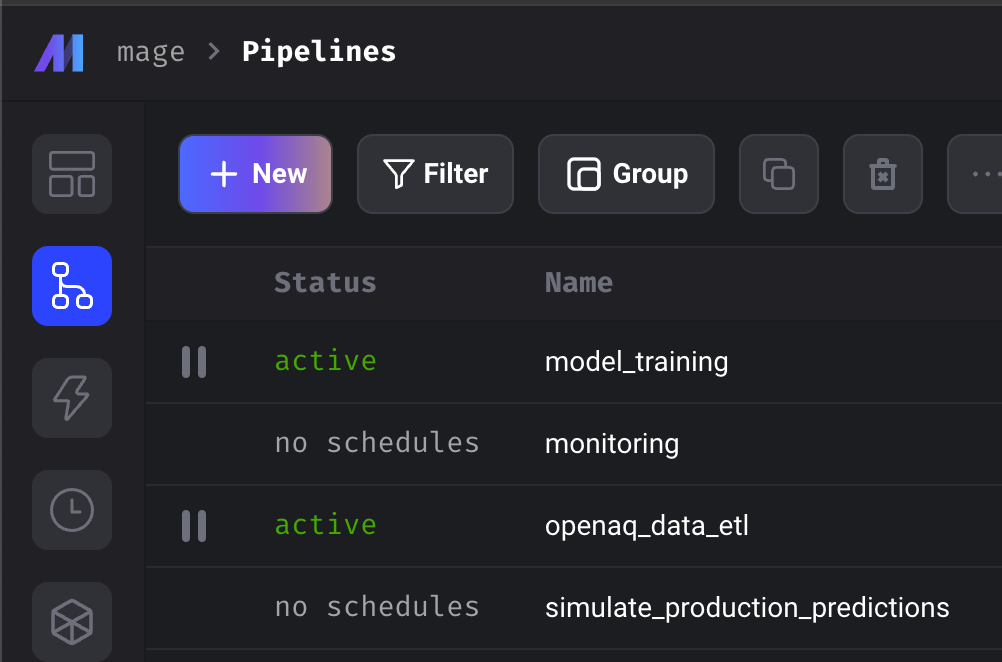 mage > Pipelines
+ New Filter Group ...
Status Name
active model_training
no schedules monitoring
active openaq_data_etl
no schedules simulate_production_predictions